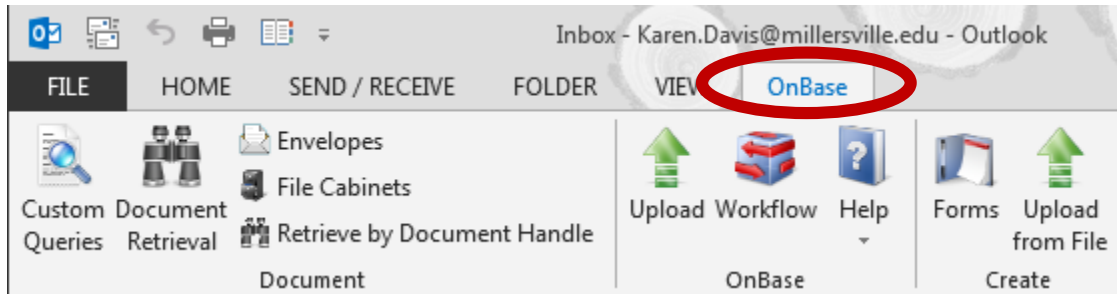 Inbox - Karen.Davis@millersville.edu - Outlook
FILE HOME SEND / RECEIVE FOLDER VIEW OnBase
Envelopes
File Cabinets
Retrieve by Document Handle
Custom Queries
Document Retrieval
Upload Workflow Help Forms Upload from File
Document OnBase Create